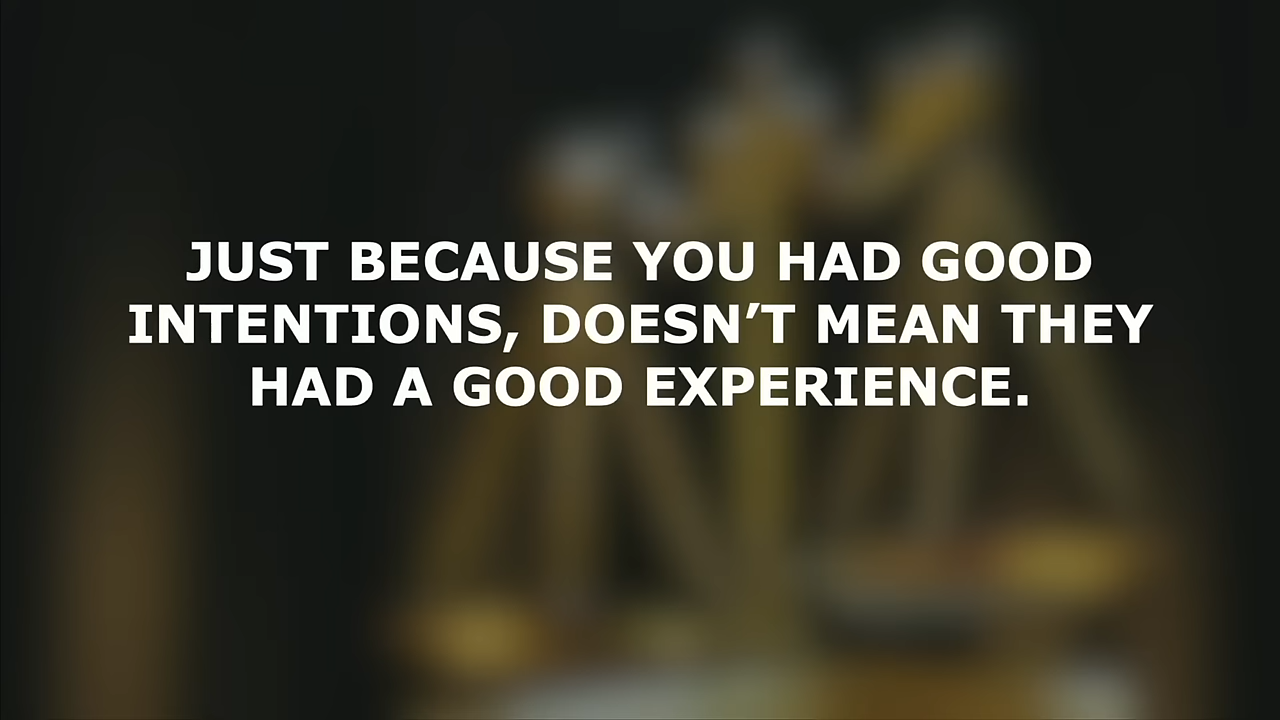 JUST BECAUSE YOU HAD GOOD
INTENTIONS, DOESN’T MEAN THEY
HAD A GOOD EXPERIENCE.